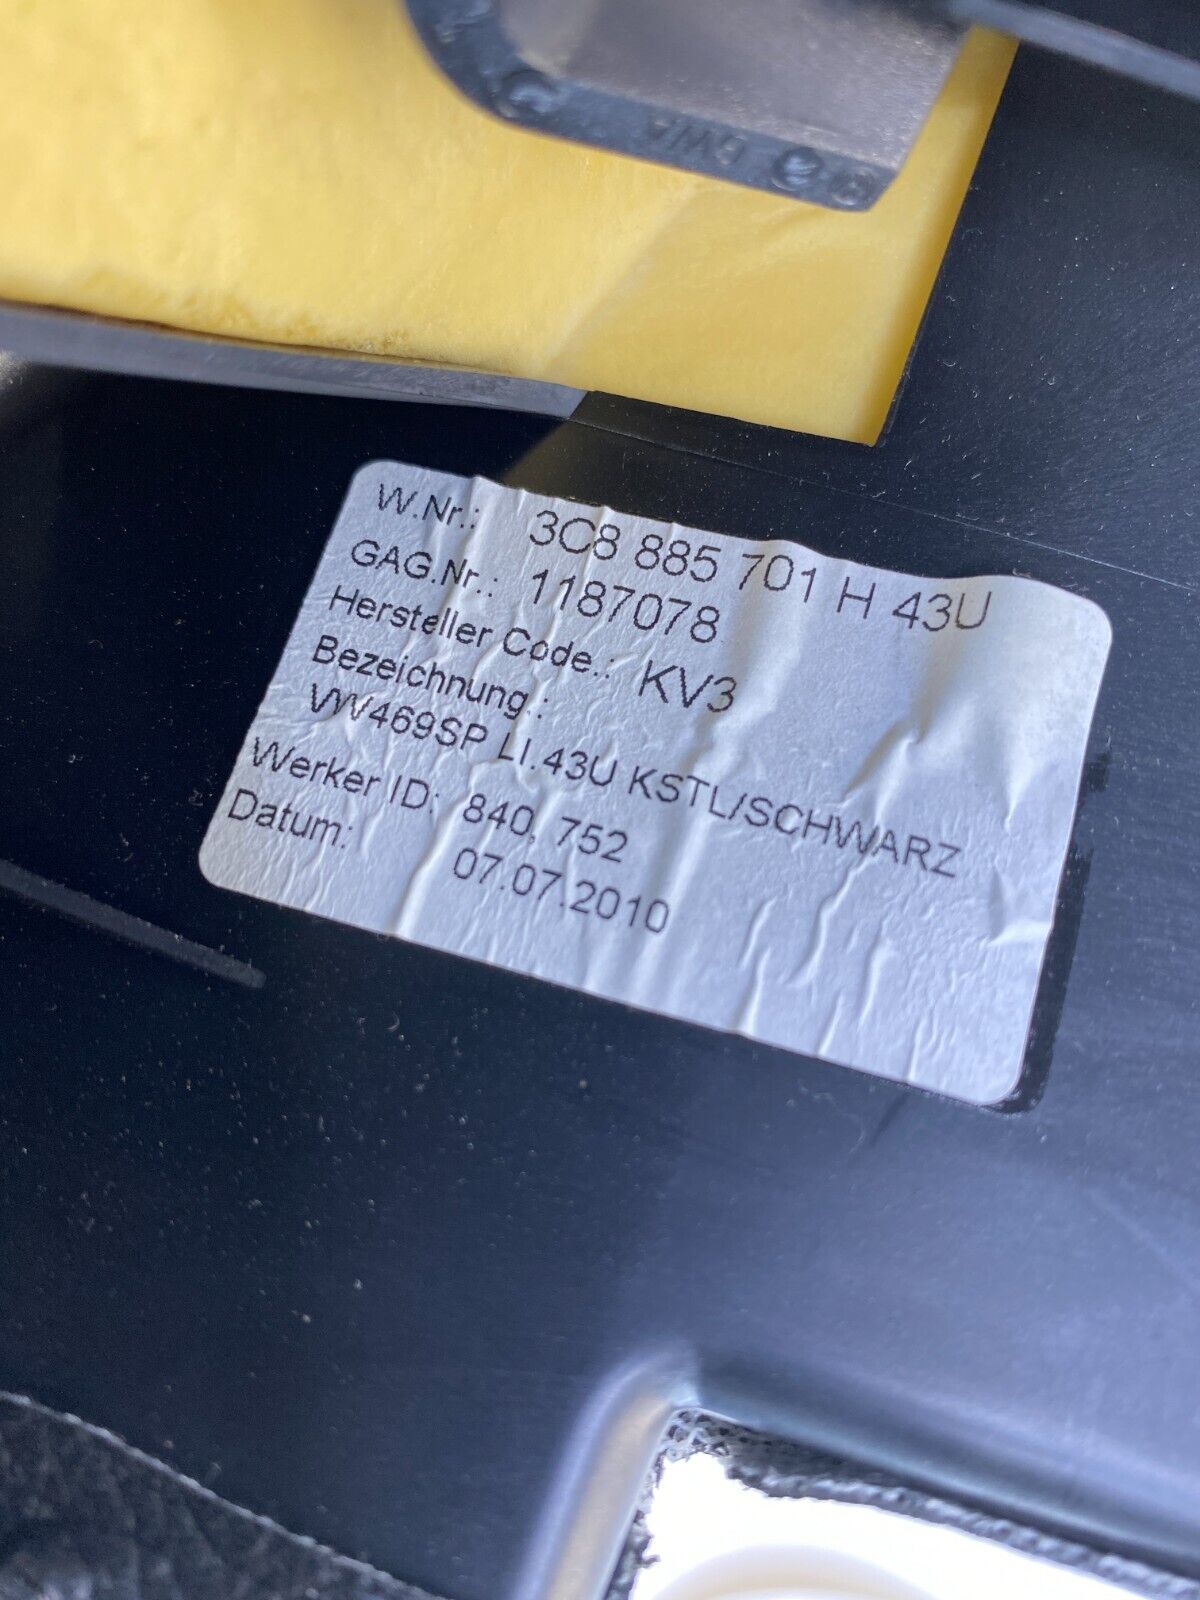 W.Nr.: 3C8 885 701 H 43U
GAG.Nr.: 1187078
Hersteller Code.: KV3
Bezeichnung.:
VW469SP LI.43U KSTL/SCHWARZ
Werker ID: 840, 752
Datum: 07.07.2010